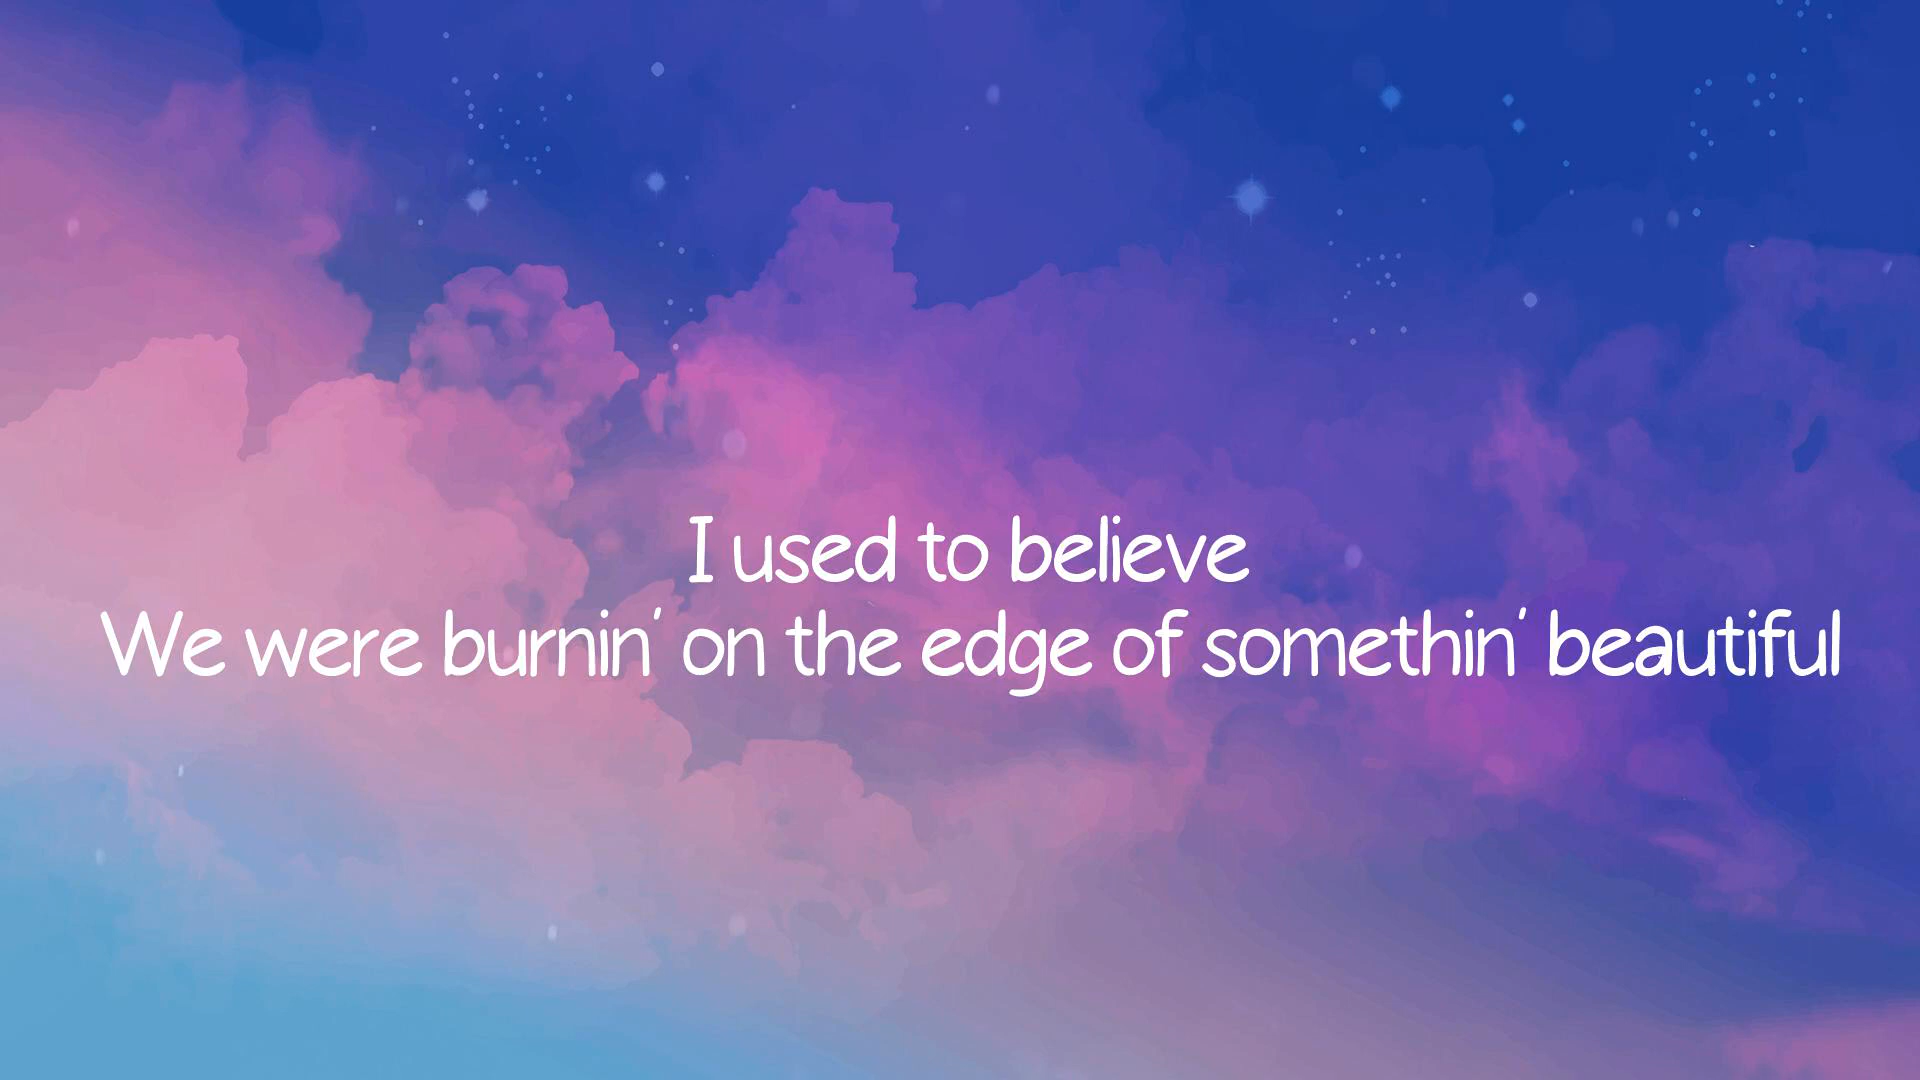 I used to believe
We were burnin' on the edge of somethin' beautiful